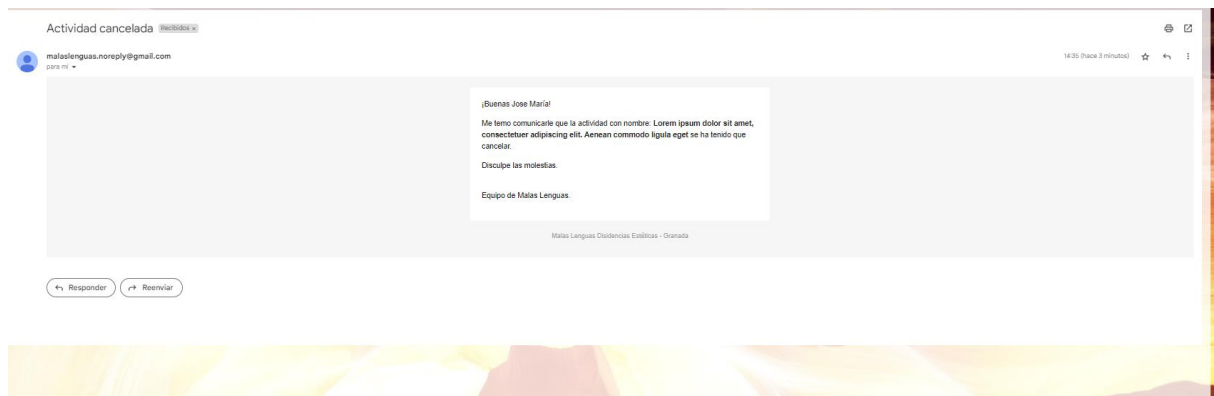 Actividad cancelada Recibidos x
malaslenguas.noreply@gmail.com
14:35 (hace 3 minutos)
para mí
¡Buenas Jose María!
Me temo comunicarle que la actividad con nombre: Lorem ipsum dolor sit amet,
consectetuer adipiscing elit. Aenean commodo ligula eget se ha tenido que
cancelar.
Disculpe las molestias.
Equipo de Malas Lenguas.
Malas Lenguas Disidencias Estéticas - Granada
Responder
Reenviar